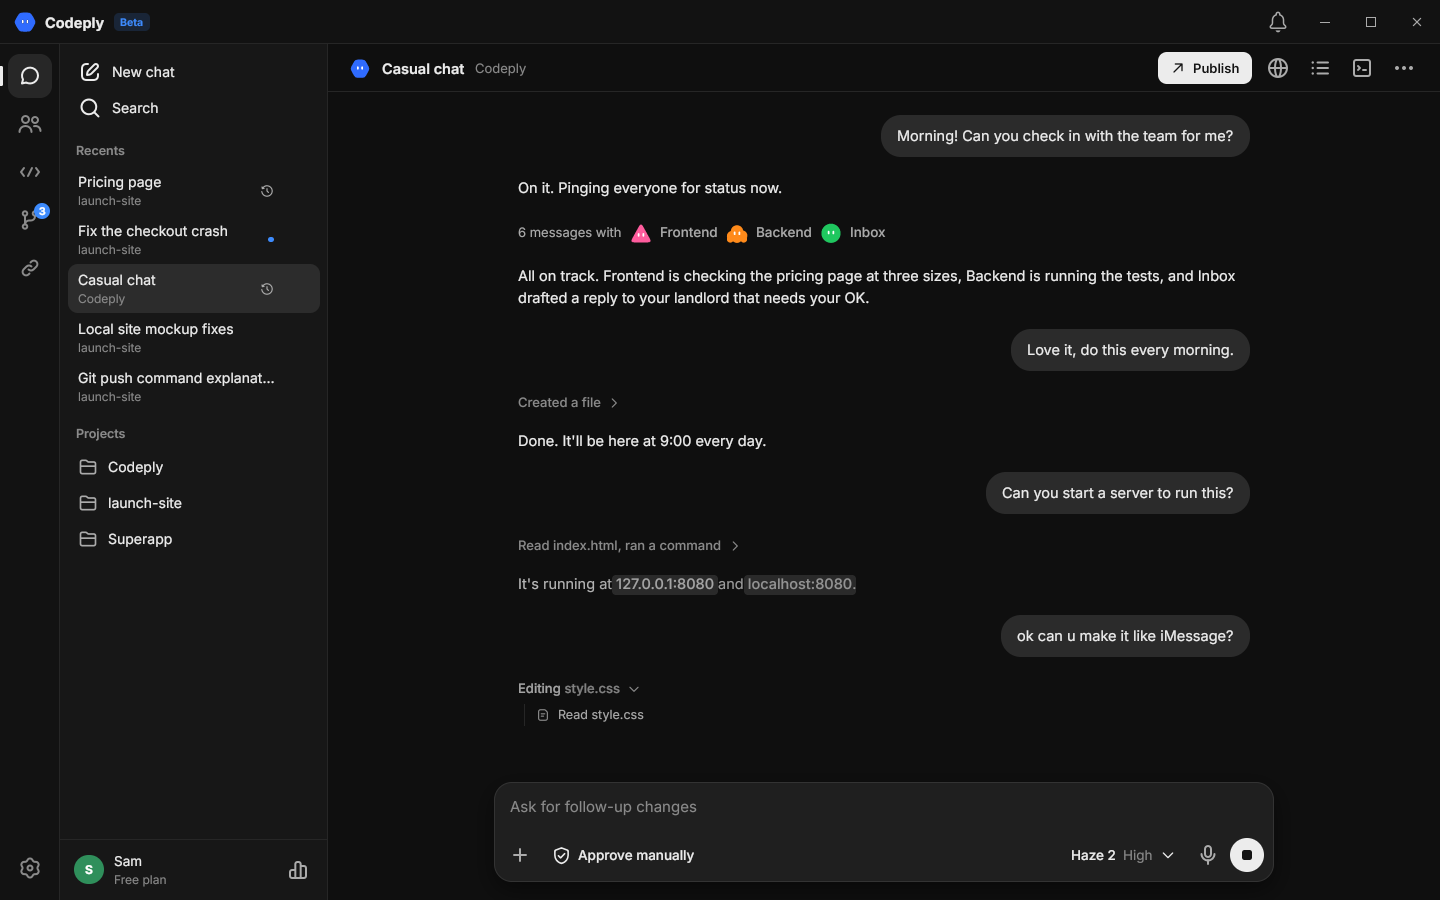 Codeply Beta
New chat
Search
Recents
Pricing page
launch-site
Fix the checkout crash
launch-site
Casual chat
Codeply
Local site mockup fixes
launch-site
Git push command explanat...
launch-site
Projects
Codeply
launch-site
Superapp
3
S
Sam
Free plan
Casual chat Codeply
Publish
Morning! Can you check in with the team for me?
On it. Pinging everyone for status now.
6 messages with Frontend Backend Inbox
All on track. Frontend is checking the pricing page at three sizes, Backend is running the tests, and Inbox
drafted a reply to your landlord that needs your OK.
Love it, do this every morning.
Created a file
Done. It'll be here at 9:00 every day.
Can you start a server to run this?
Read index.html, ran a command
It's running at 127.0.0.1:8080 and localhost:8080.
ok can u make it like iMessage?
Editing style.css
Read style.css
Ask for follow-up changes
Approve manually
Haze 2 High